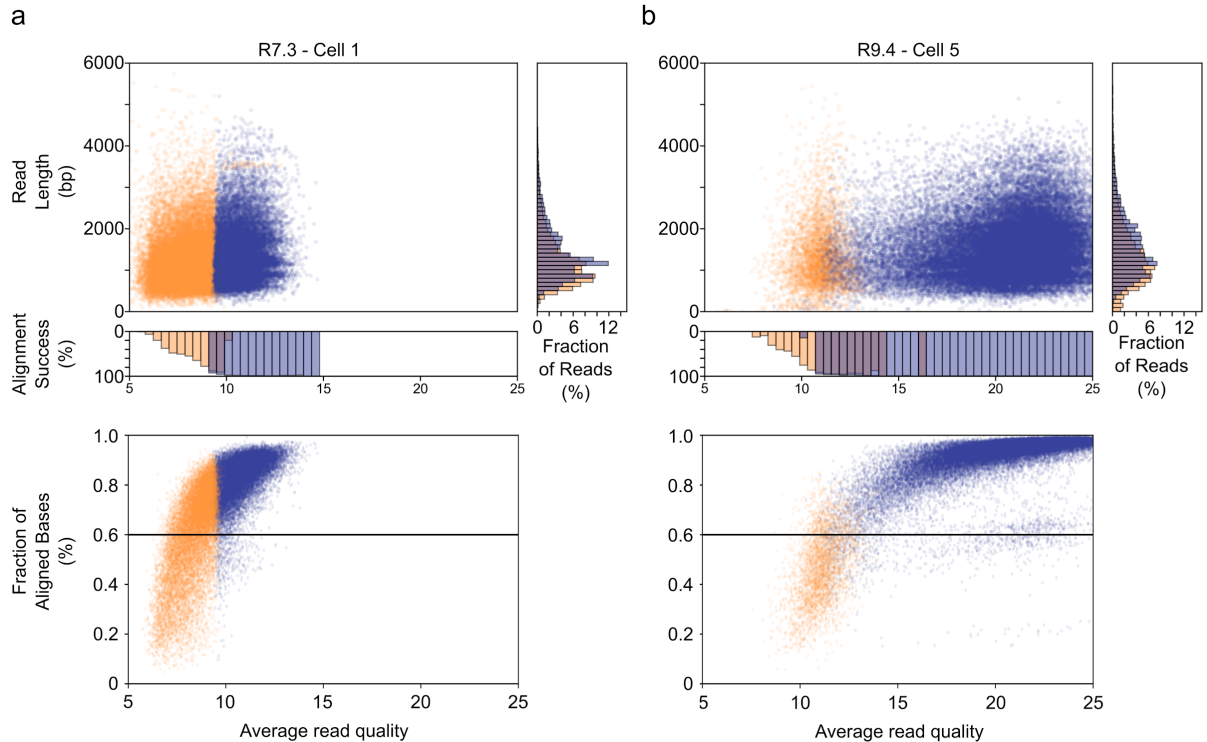 a
b
R7.3 - Cell 1
R9.4 - Cell 5
6000
4000
2000
0
Read
Length
(bp)
0 6 12
Fraction
of Reads
(%)
6000
4000
2000
0
0 6 12
Fraction
of Reads
(%)
Alignment
Success
(%)
0
100
5 10 15 20 25
0
100
5 10 15 20 25
Fraction of
Aligned Bases
(%)
1.0
0.8
0.6
0.4
0.2
0
5 10 15 20 25
Average read quality
1.0
0.8
0.6
0.4
0.2
0
5 10 15 20 25
Average read quality